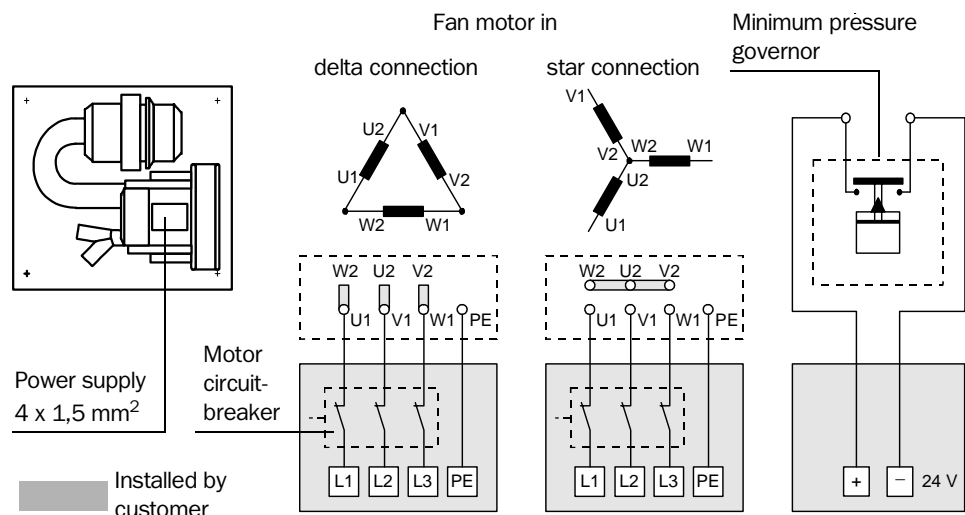 Fan motor in
delta connection
star connection
Minimum pressure
governor
U2 V1
U1 V2
W2 W1
V1
V2 W2 W1
U2
U1
W2 U2 V2
U1 V1 W1 PE
W2 U2 V2
U1 V1 W1 PE
Power supply
4 x 1,5 mm²
Motor
circuit-
breaker
L1 L2 L3 PE
L1 L2 L3 PE
+ − 24 V
Installed by
customer